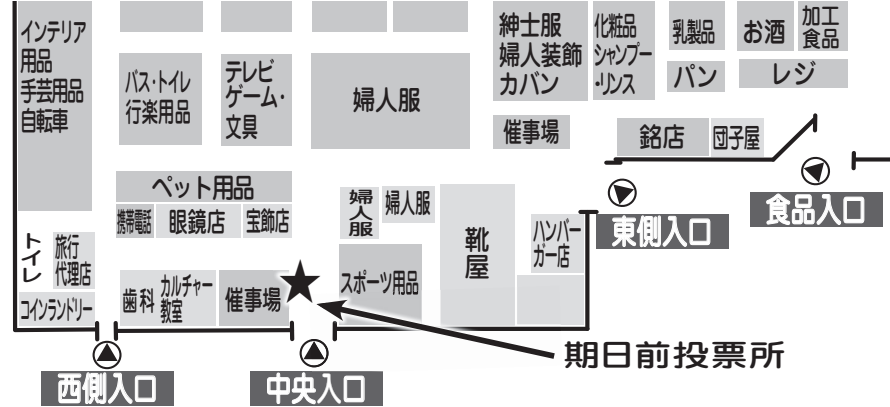 インテリア
用品
手芸用品
自転車
バス・トイレ
行楽用品
テレビ
ゲーム・
文具
婦人服
紳士服
婦人装飾
カバン
化粧品
シャンプー
・リンス
乳製品
お酒
加工
食品
パン
レジ
催事場
銘店
団子屋
食品入口
東側入口
ペット用品
携帯電話
眼鏡店
宝飾店
婦人服
婦人服
靴屋
ハンバー
ガー店
トイレ
旅行
代理店
コインランドリー
歯科
カルチャー
教室
催事場
スポーツ用品
期日前投票所
西側入口
中央入口